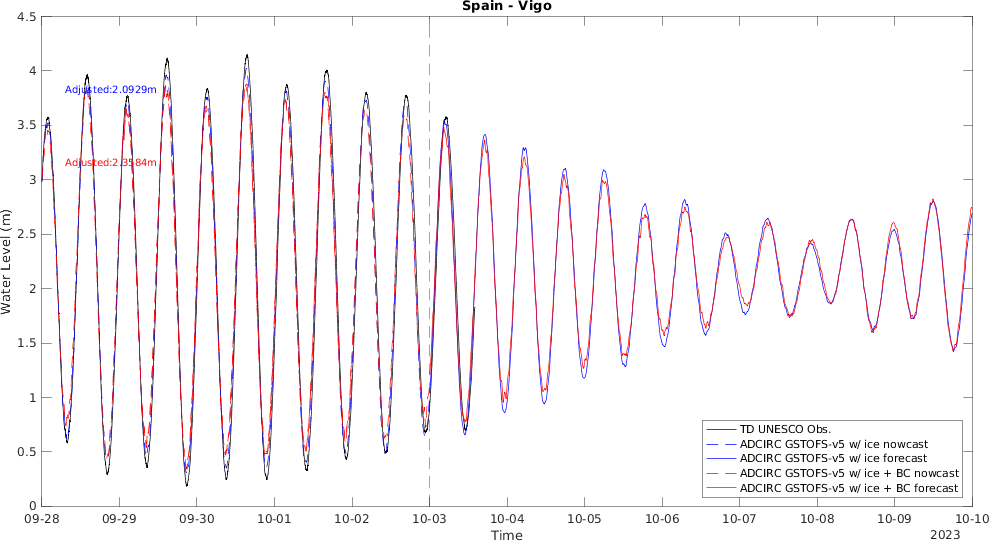 Spain - Vigo
4.5
4
3.5
3
2.5
2
1.5
1
0.5
0
Water Level (m)
Adjusted:2.0929m
Adjusted:2.3584m
TD UNESCO Obs.
ADCIRC GSTOFS-v5 w/ ice nowcast
ADCIRC GSTOFS-v5 w/ ice forecast
ADCIRC GSTOFS-v5 w/ ice + BC nowcast
ADCIRC GSTOFS-v5 w/ ice + BC forecast
09-28 09-29 09-30 10-01 10-02 10-03 10-04 10-05 10-06 10-07 10-08 10-09 10-10
Time
2023